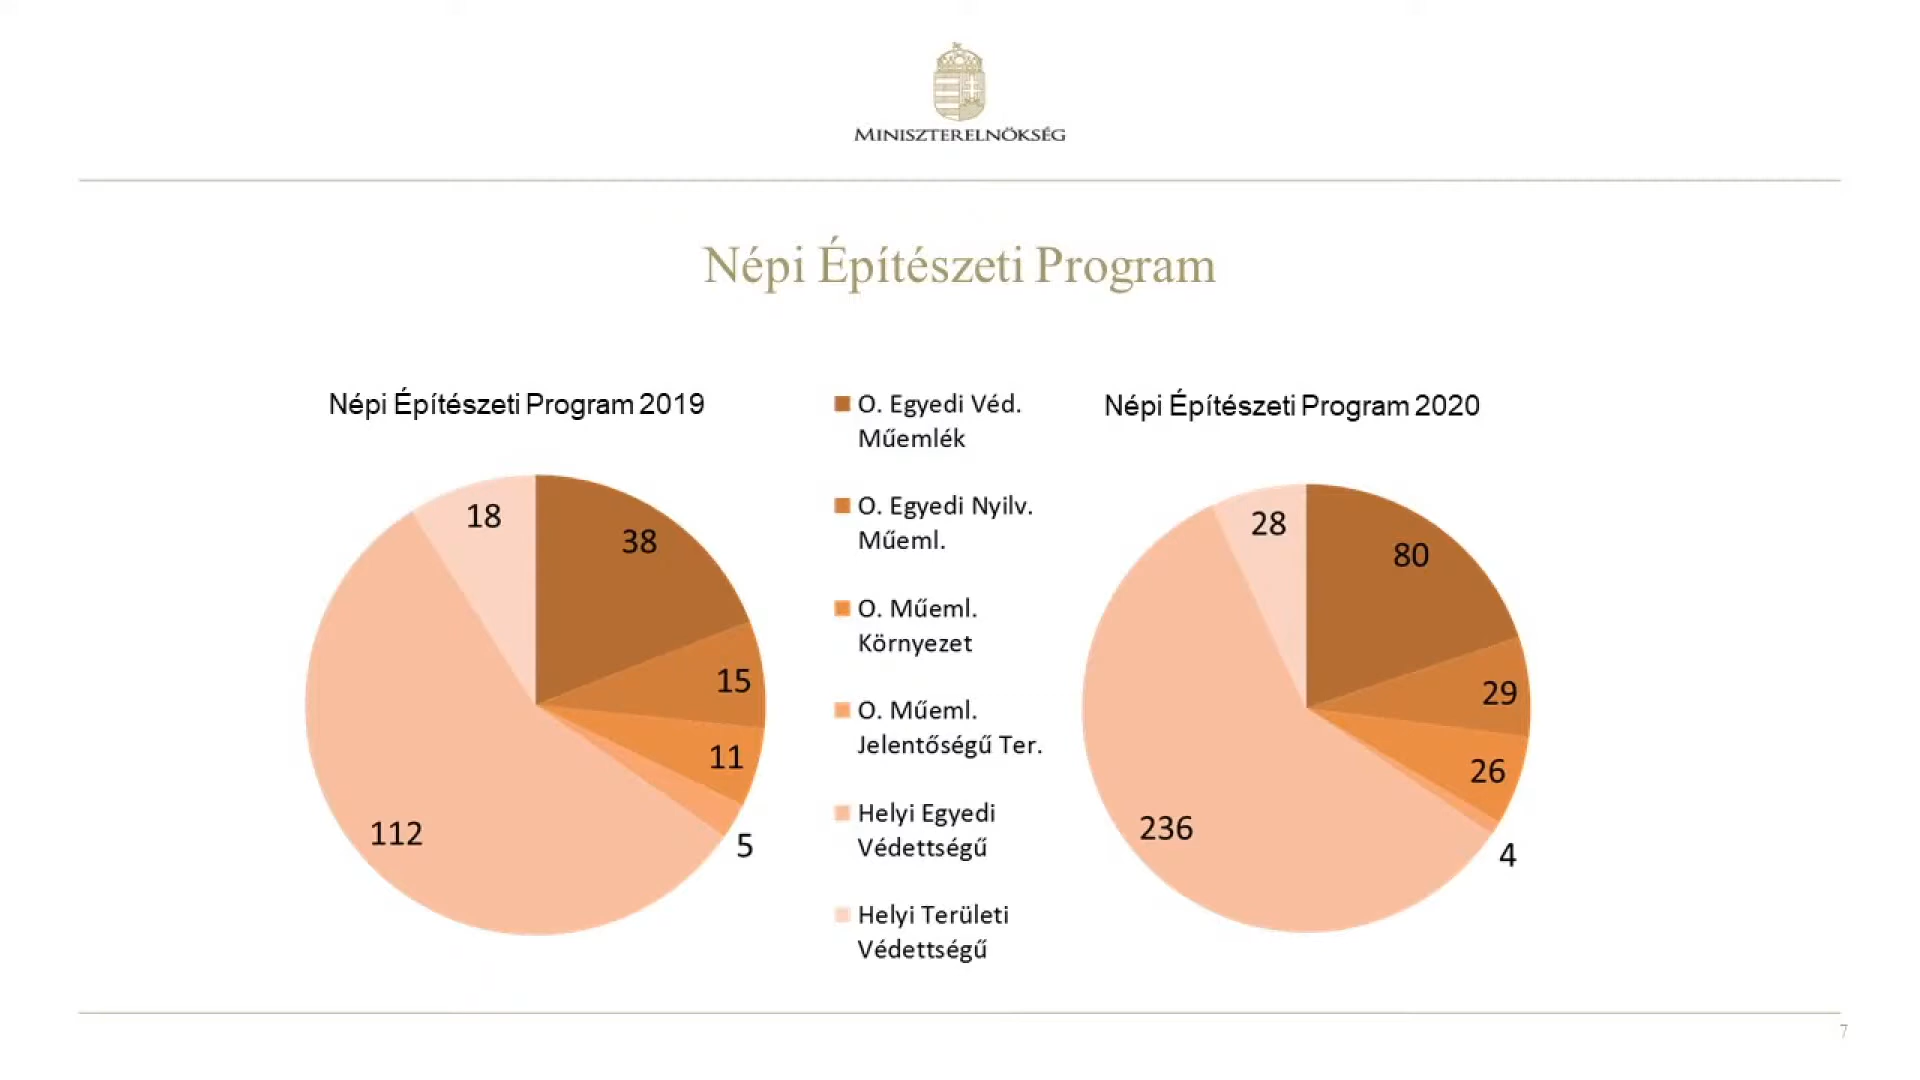 MINISZTERELNÖKSÉG
Népi Építészeti Program
Népi Építészeti Program 2019
18
38
15
11
5
112
O. Egyedi Véd.
Műemlék
O. Egyedi Nyilv.
Műeml.
O. Műeml.
Környezet
O. Műeml.
Jelentőségű Ter.
Helyi Egyedi
Védettségű
Helyi Területi
Védettségű
Népi Építészeti Program 2020
28
80
29
26
4
236
7